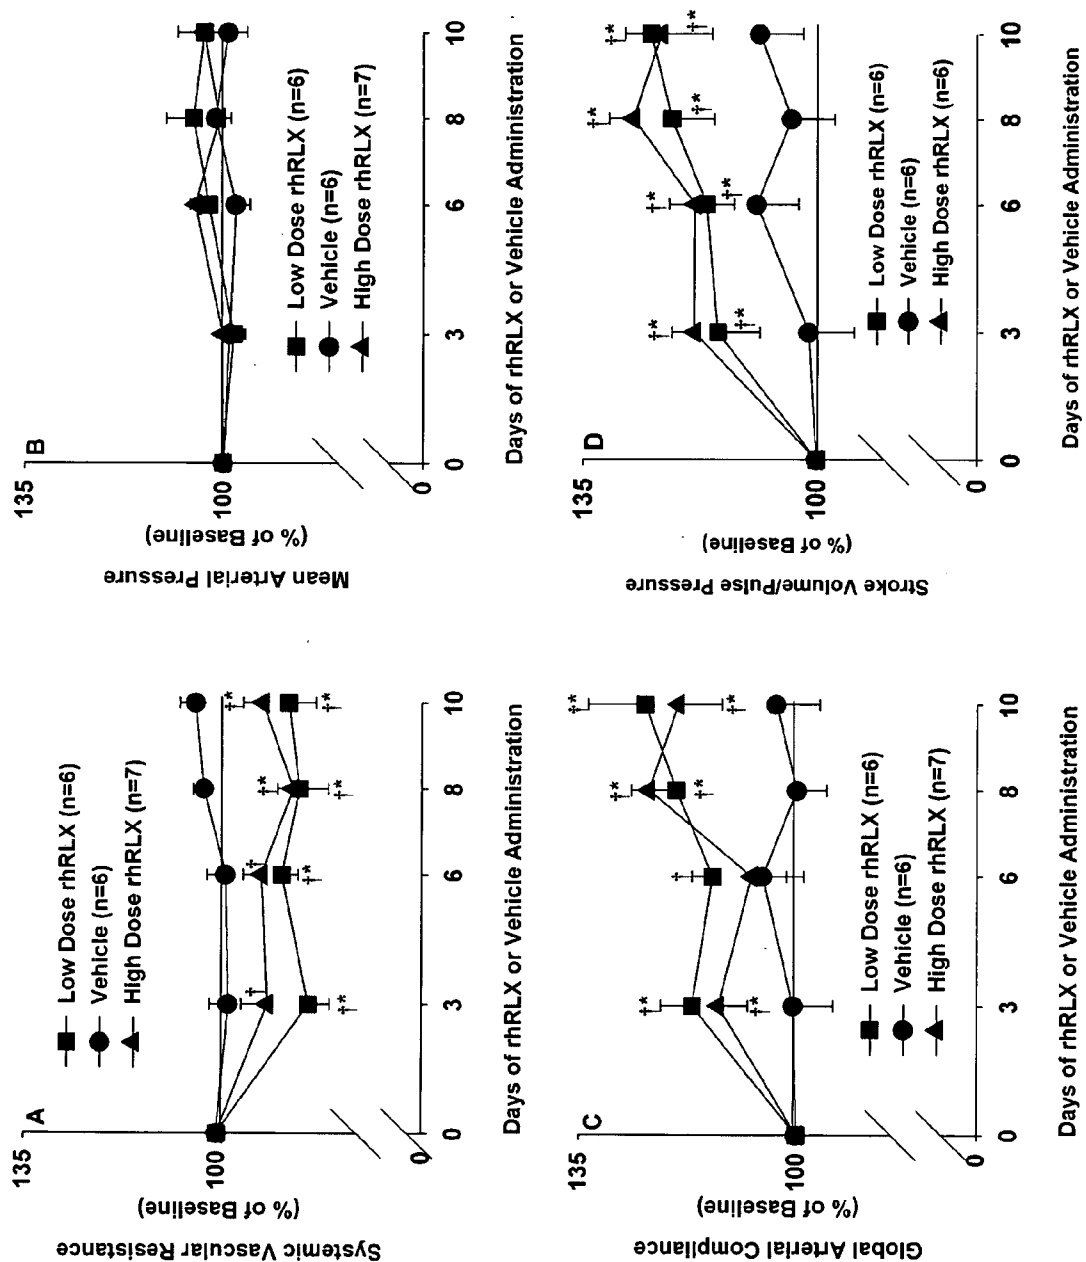 A
Systemic Vascular Resistance
(% of Baseline)
135
100
0
Low Dose rhRLX (n=6)
Vehicle (n=6)
High Dose rhRLX (n=7)
†*
†
†
†*
†*
†*
†*
†*
0 3 6 8 10
Days of rhRLX or Vehicle Administration
B
Mean Arterial Pressure
(% of Baseline)
135
100
0
Low Dose rhRLX (n=6)
Vehicle (n=6)
High Dose rhRLX (n=7)
0 3 6 8 10
Days of rhRLX or Vehicle Administration
C
Global Arterial Compliance
(% of Baseline)
135
100
0
†*
†*
†
†*
†*
†*
†*
Low Dose rhRLX (n=6)
Vehicle (n=6)
High Dose rhRLX (n=7)
0 3 6 8 10
Days of rhRLX or Vehicle Administration
D
Stroke Volume/Pulse Pressure
(% of Baseline)
135
100
0
†*
†*
†*
†*
†*
†*
†*
†*
Low Dose rhRLX (n=6)
Vehicle (n=6)
High Dose rhRLX (n=6)
0 3 6 8 10
Days of rhRLX or Vehicle Administration